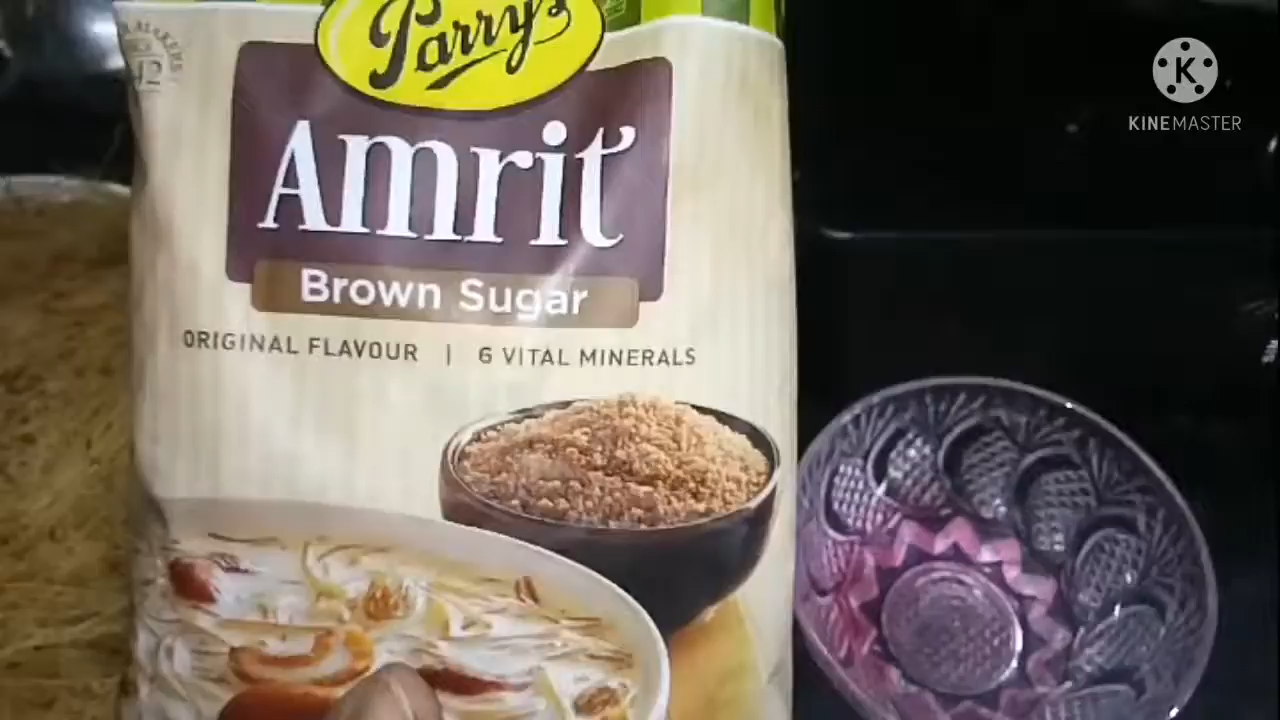 Parry's
Amrit
Brown Sugar
ORIGINAL FLAVOUR | 6 VITAL MINERALS
KINEMASTER